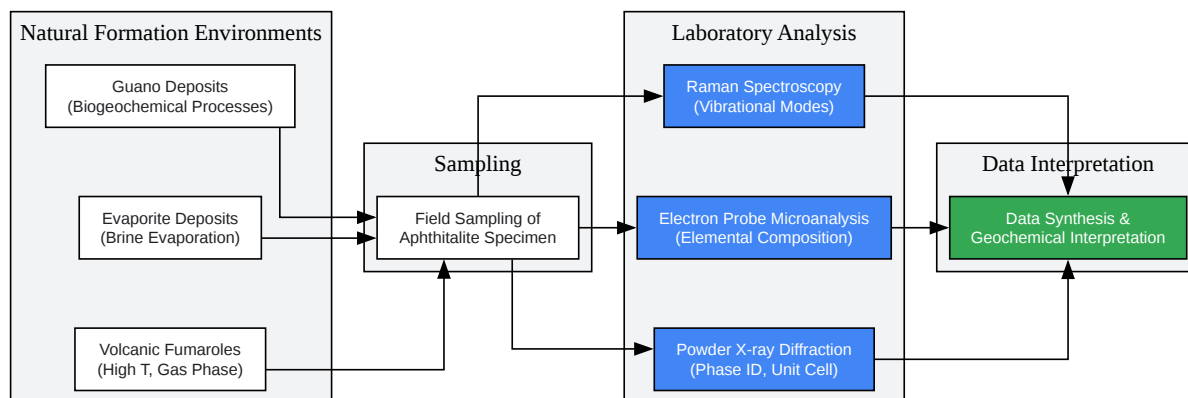 Natural Formation Environments
Guano Deposits
(Biogeochemical Processes)
Evaporite Deposits
(Brine Evaporation)
Volcanic Fumaroles
(High T, Gas Phase)
Sampling
Field Sampling of
Aphthitalite Specimen
Laboratory Analysis
Raman Spectroscopy
(Vibrational Modes)
Electron Probe Microanalysis
(Elemental Composition)
Powder X-ray Diffraction
(Phase ID, Unit Cell)
Data Interpretation
Data Synthesis &
Geochemical Interpretation